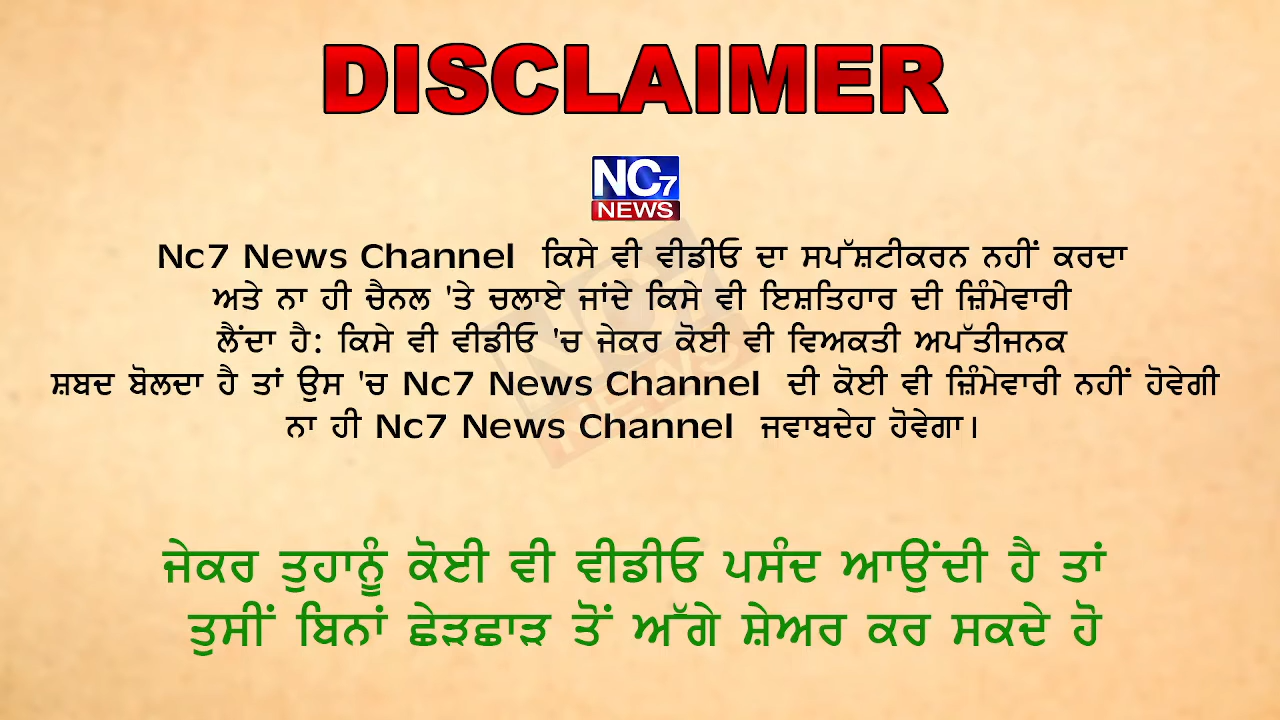 DISCLAIMER
NC7
NEWS
Nc7 News Channel ਕਿਸੇ ਵੀ ਵੀਡੀਓ ਦਾ ਸਪੱਸ਼ਟੀਕਰਨ ਨਹੀਂ ਕਰਦਾ
ਅਤੇ ਨਾ ਹੀ ਚੈਨਲ 'ਤੇ ਚਲਾਏ ਜਾਂਦੇ ਕਿਸੇ ਵੀ ਇਸ਼ਤਿਹਾਰ ਦੀ ਜ਼ਿੰਮੇਵਾਰੀ
ਲੈਂਦਾ ਹੈ: ਕਿਸੇ ਵੀ ਵੀਡੀਓ 'ਚ ਜੇਕਰ ਕੋਈ ਵੀ ਵਿਅਕਤੀ ਅਪੱਤੀਜਨਕ
ਸ਼ਬਦ ਬੋਲਦਾ ਹੈ ਤਾਂ ਉਸ 'ਚ Nc7 News Channel ਦੀ ਕੋਈ ਵੀ ਜ਼ਿੰਮੇਵਾਰੀ ਨਹੀਂ ਹੋਵੇਗੀ
ਨਾ ਹੀ Nc7 News Channel ਜਵਾਬਦੇਹ ਹੋਵੇਗਾ।
ਜੇਕਰ ਤੁਹਾਨੂੰ ਕੋਈ ਵੀ ਵੀਡੀਓ ਪਸੰਦ ਆਉਂਦੀ ਹੈ ਤਾਂ
ਤੁਸੀਂ ਬਿਨਾਂ ਛੇੜਛਾੜ ਤੋਂ ਅੱਗੇ ਸ਼ੇਅਰ ਕਰ ਸਕਦੇ ਹੋ